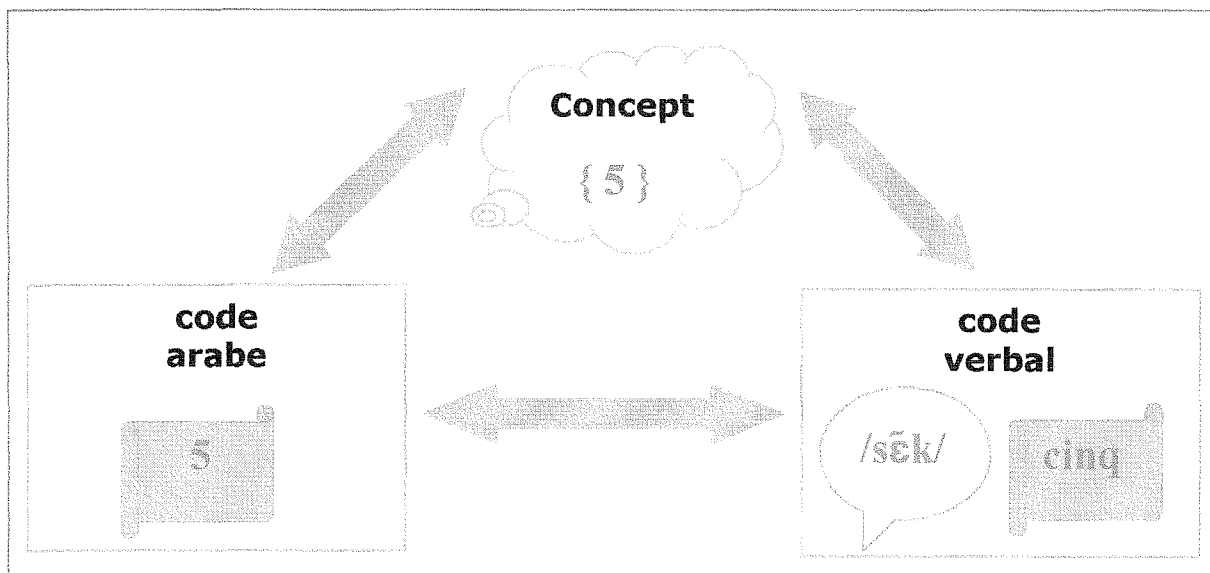 Concept
{ 5 }
code
arabe
5
code
verbal
/sɛ̃k/
cinq